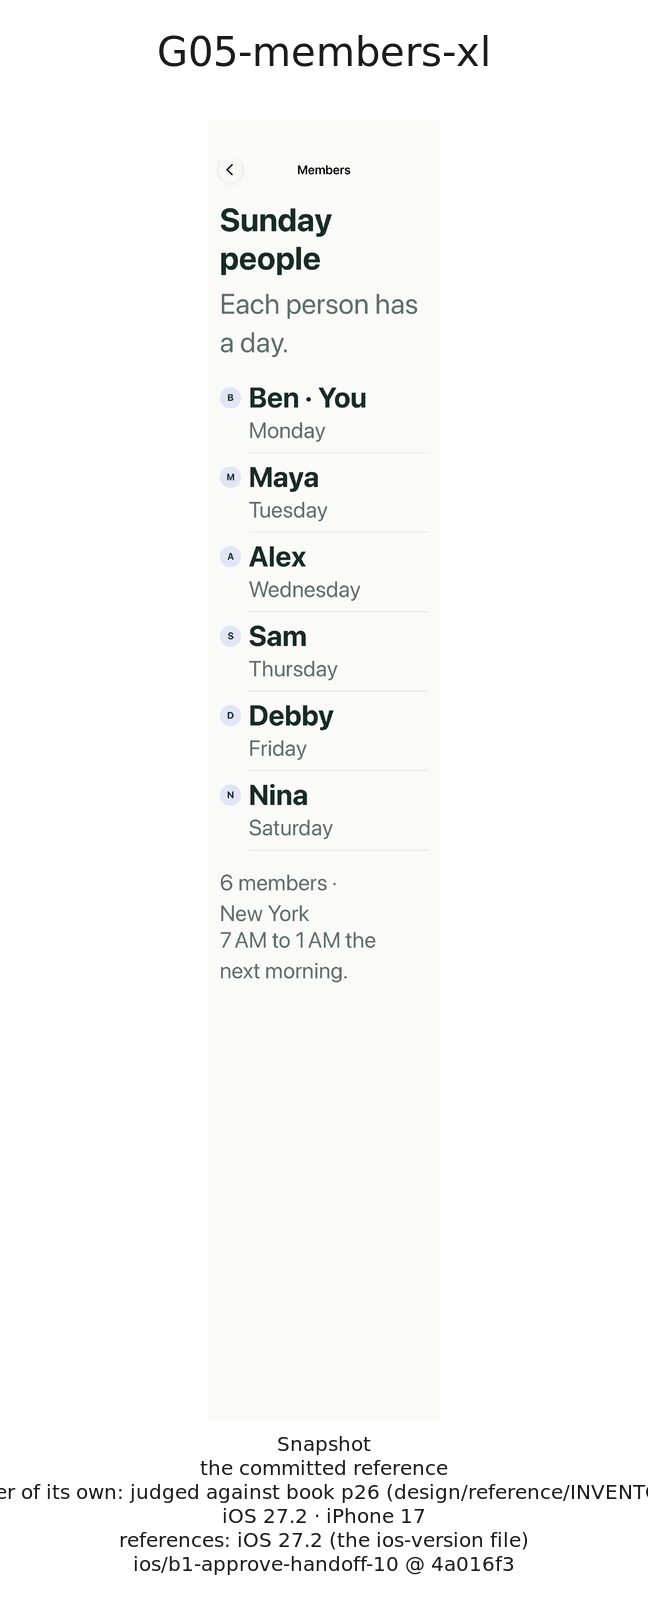 G05-members-xl
Members
Sunday
people
Each person has
a day.
B Ben · You
Monday
M Maya
Tuesday
A Alex
Wednesday
S Sam
Thursday
D Debby
Friday
N Nina
Saturday
6 members ·
New York
7 AM to 1 AM the
next morning.
Snapshot
the committed reference
of its own: judged against book p26 (design/reference/
iOS 27.2 · iPhone 17
references: iOS 27.2 (the ios-version file)
ios/b1-approve-handoff-10 @ 4a016f3